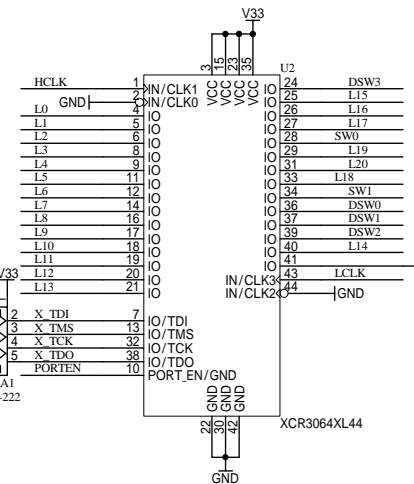 V33
U2
3 15 23 35
VCC VCC VCC VCC
HCLK 1 IN/CLK1 IO 24 DSW3
GND 2 IN/CLK0 IO 25 L15
L0 4 IO IO 26 L16
L1 5 IO IO 27 L17
L2 6 IO IO 28 SW0
L3 8 IO IO 29 L19
L4 9 IO IO 31 L20
L5 11 IO IO 33 L18
L6 12 IO IO 34 SW1
L7 14 IO IO 36 DSW0
L8 16 IO IO 37 DSW1
L9 17 IO IO 39 DSW2
L10 18 IO IO 40 L14
L11 19 IO IO 41
V33 L12 20 IO IN/CLK3 43 LCLK
L13 21 IO IN/CLK2 44 GND
2 X_TDI 7 IO/TDI
3 X_TMS 13 IO/TMS
4 X_TCK 32 IO/TCK
5 X_TDO 38 IO/TDO
PORTEN 10 PORT_EN/GND
A1
-222
GND GND GND
22 30 42
XCR3064XL44
GND